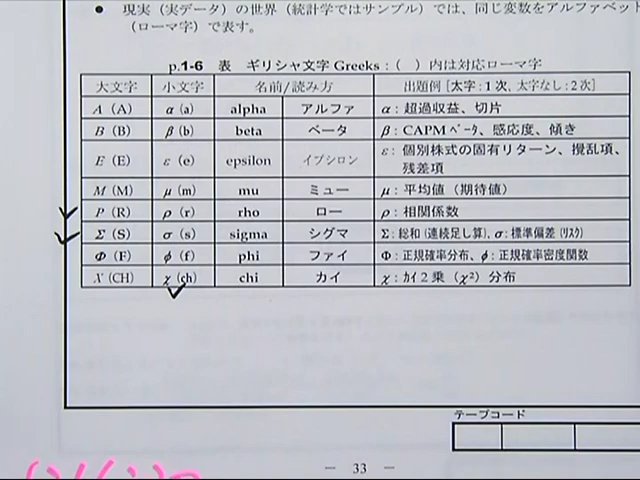 ● 現実（実データ）の世界（統計学ではサンプル）では、同じ変数をアルファベット
（ローマ字）で表す。
p.1-6 表 ギリシャ文字 Greeks：（ ）内は対応ローマ字
大文字 小文字 名前/読み方 出題例 [太字：1次, 太字なし：2次]
Α (A) α (a) alpha アルファ α：超過収益、切片
Β (B) β (b) beta ベータ β：CAPMベータ、感応度、傾き
Ε (E) ε (e) epsilon イプシロン ε：個別株式の固有リターン、攪乱項、
残差項
Μ (M) μ (m) mu ミュー μ：平均値（期待値）
Ρ (R) ρ (r) rho ロー ρ：相関係数
Σ (S) σ (s) sigma シグマ Σ：総和(連続足し算), σ：標準偏差(リスク)
Φ (F) φ (f) phi ファイ Φ：正規確率分布、φ：正規確率密度関数
Χ (CH) χ (ch) chi カイ χ：カイ2乗（χ²）分布
テープコード
— 33 —